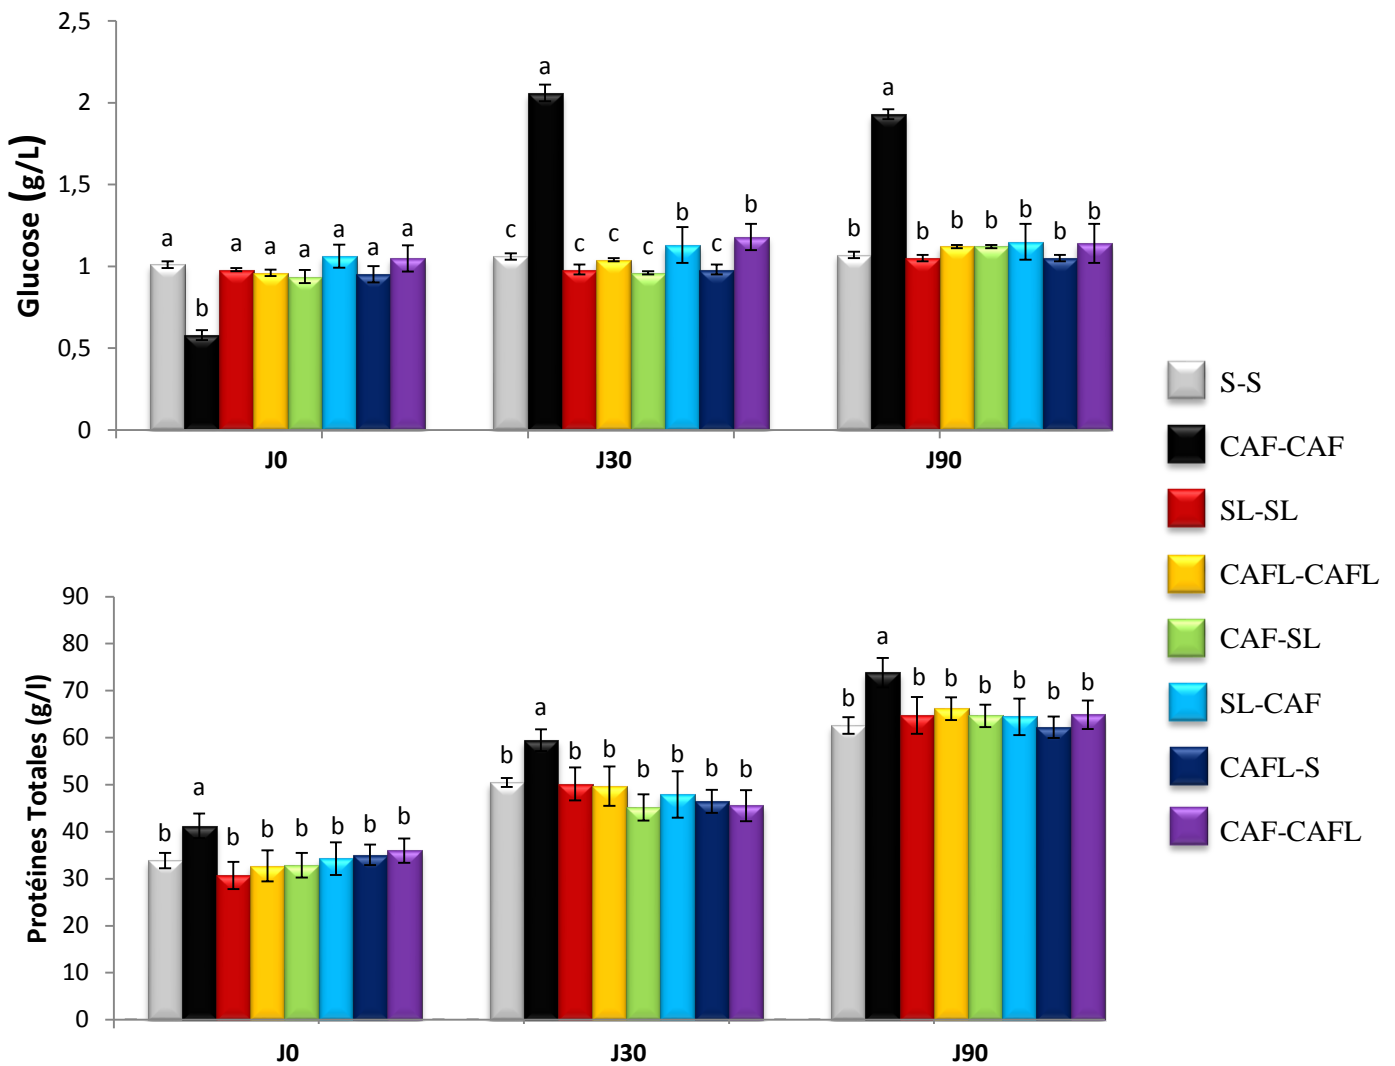 2,5
2
1,5
1
0,5
0
Glucose (g/L)
a b a a a a a a
c a c c c b c b
b a b b b b b b
J0 J30 J90
S-S
CAF-CAF
SL-SL
CAFL-CAFL
CAF-SL
SL-CAF
CAFL-S
CAF-CAFL
90
80
70
60
50
40
30
20
10
0
Protéines Totales (g/l)
b a b b b b b b
b a b b b b b b
b a b b b b b b
J0 J30 J90